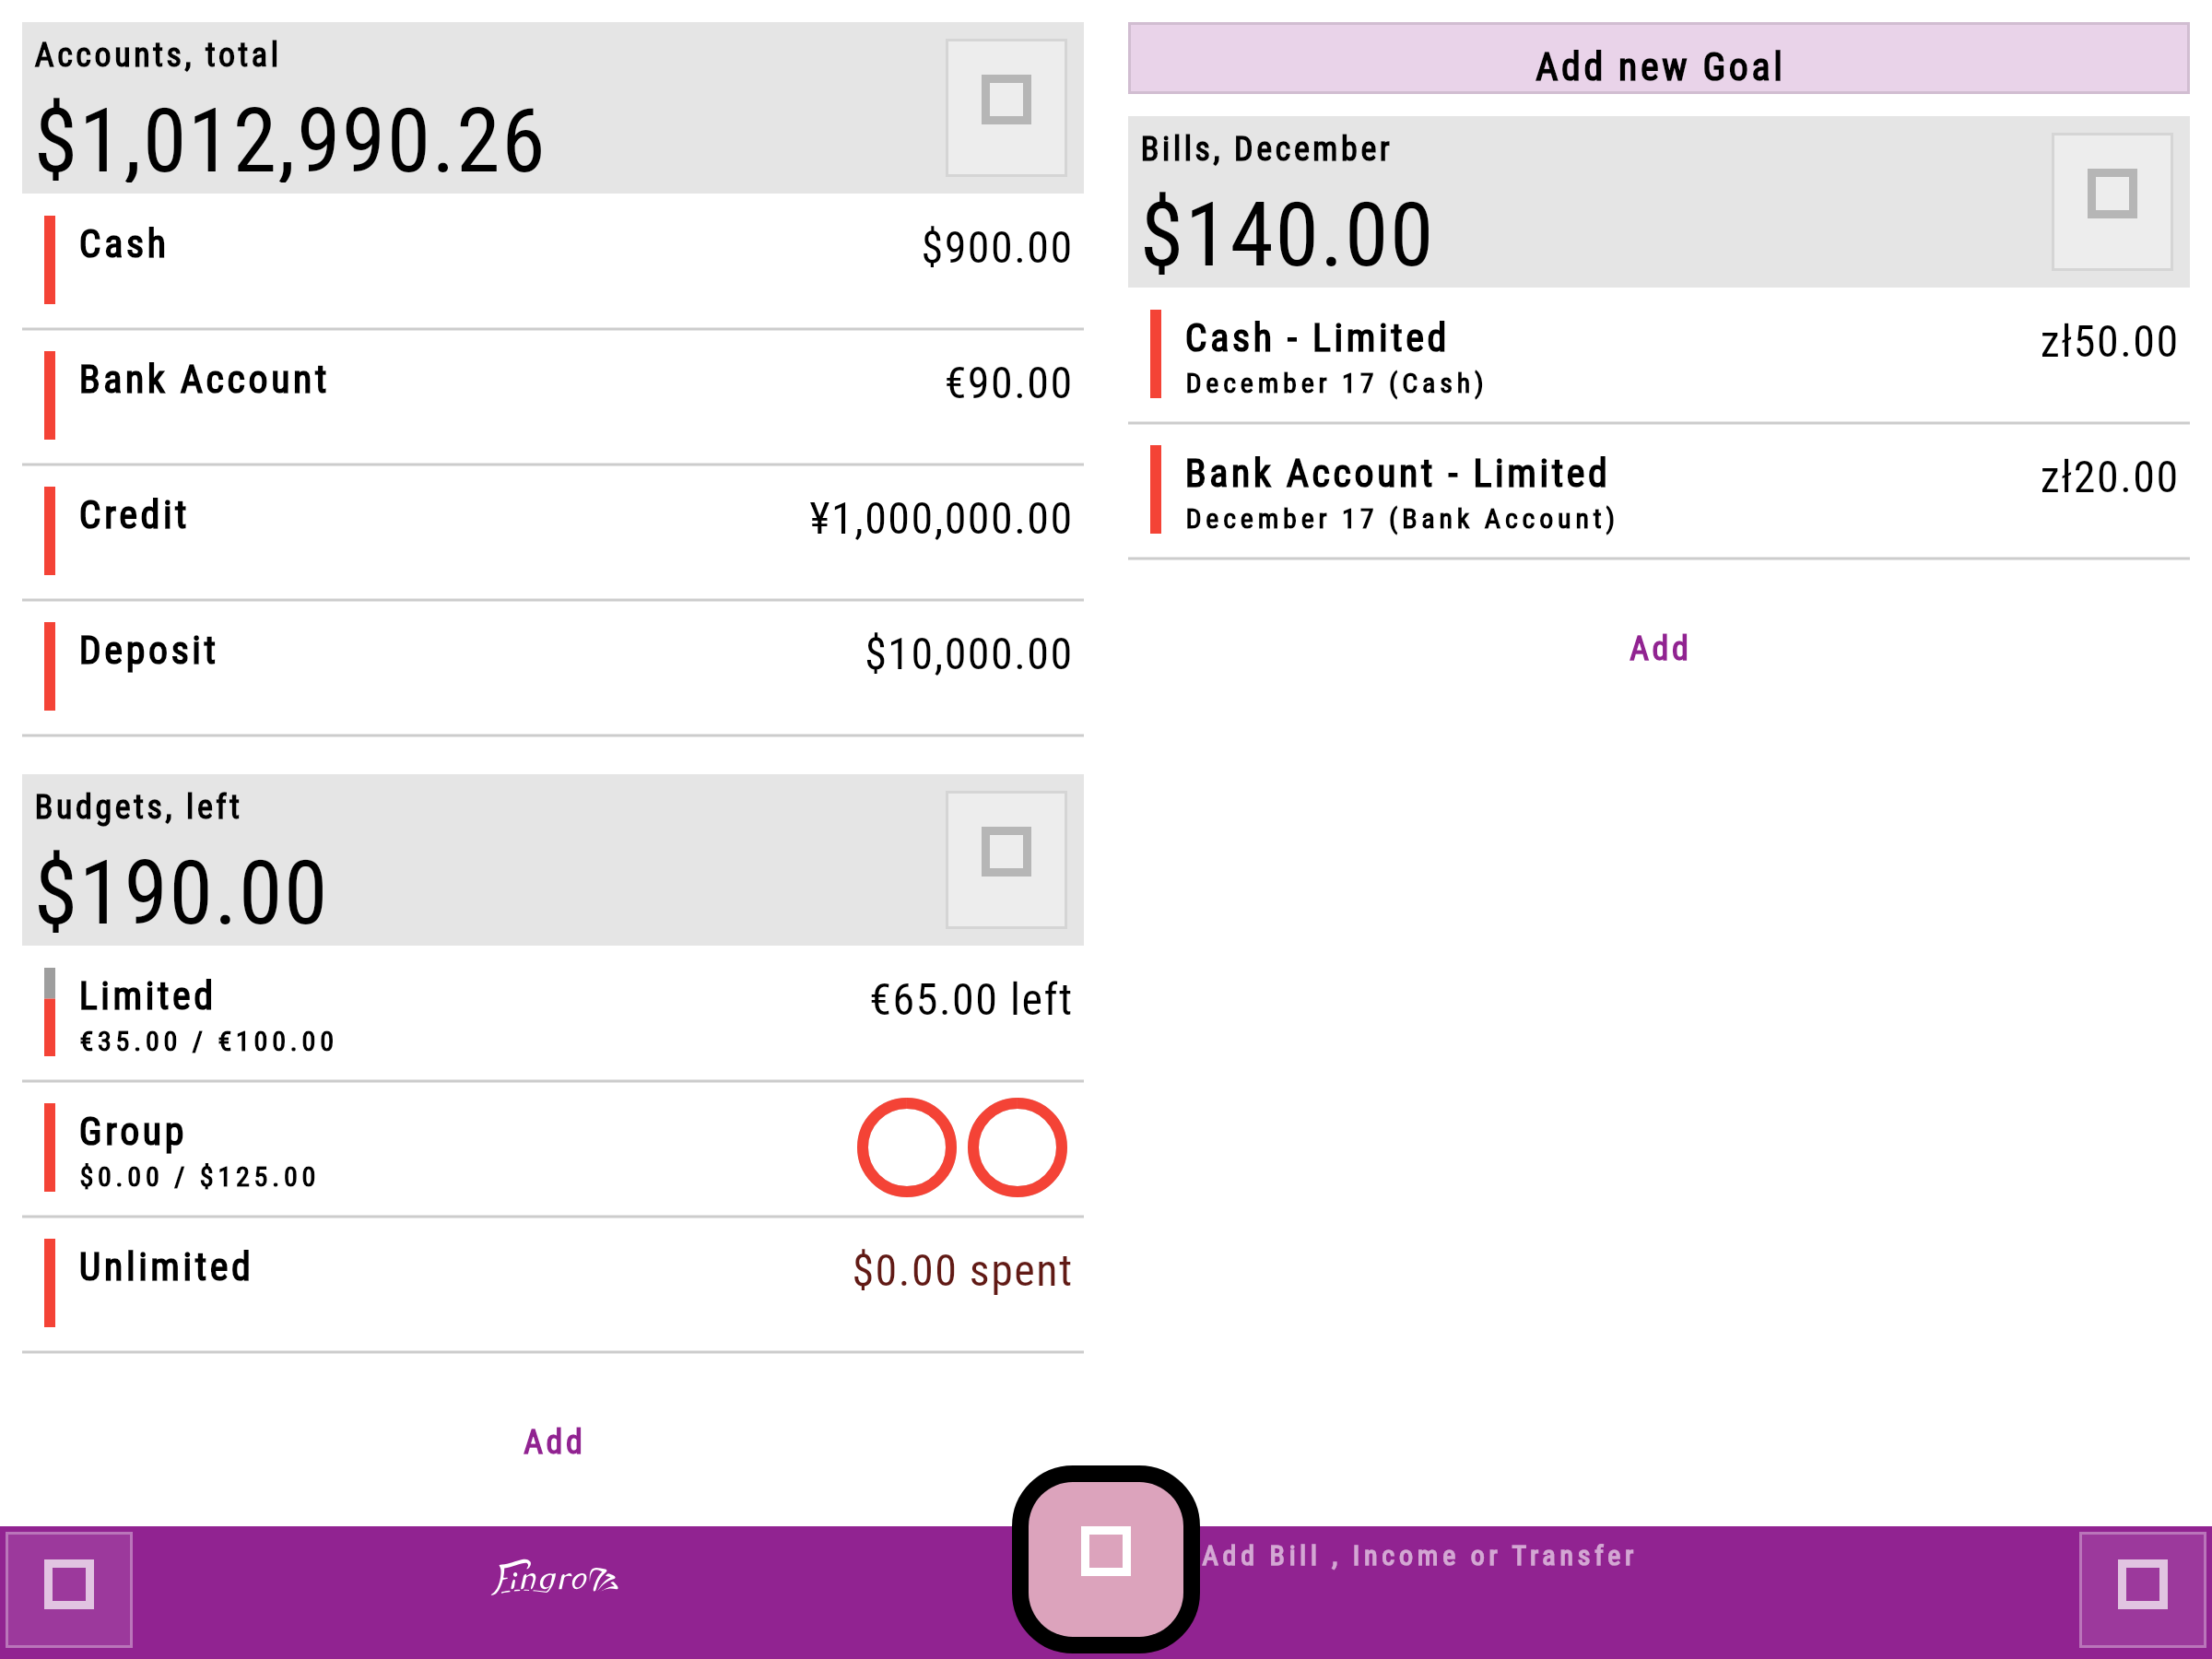 Accounts, total
$1,012,990.26
Cash
$900.00
Bank Account
€90.00
Credit
¥1,000,000.00
Deposit
$10,000.00
Budgets, left
$190.00
Limited
€65.00 left
€35.00 / €100.00
Group
$0.00 / $125.00
Unlimited
$0.00 spent
Add
Add new Goal
Bills, December
$140.00
Cash - Limited
zł50.00
December 17 (Cash)
Bank Account - Limited
zł20.00
December 17 (Bank Account)
Add
Fingro
Add Bill , Income or Transfer